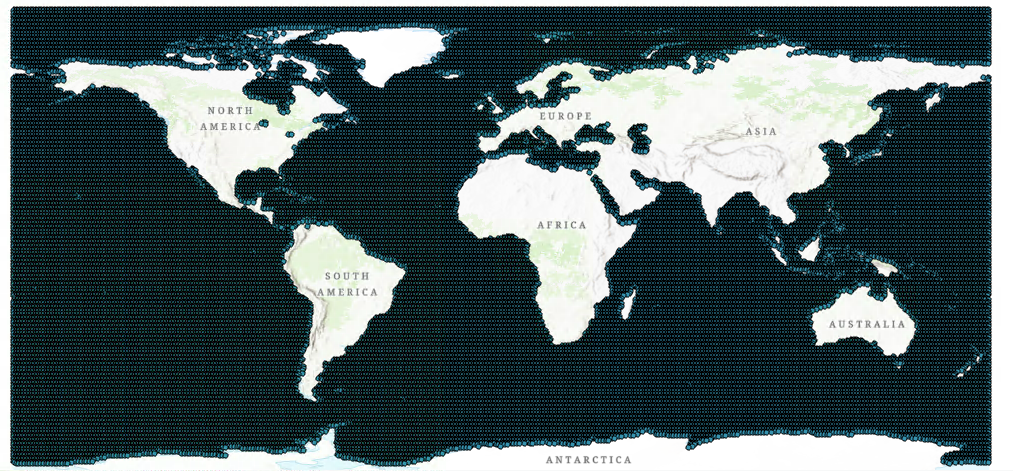 NORTH
AMERICA
EUROPE
ASIA
AFRICA
SOUTH
AMERICA
AUSTRALIA
ANTARCTICA